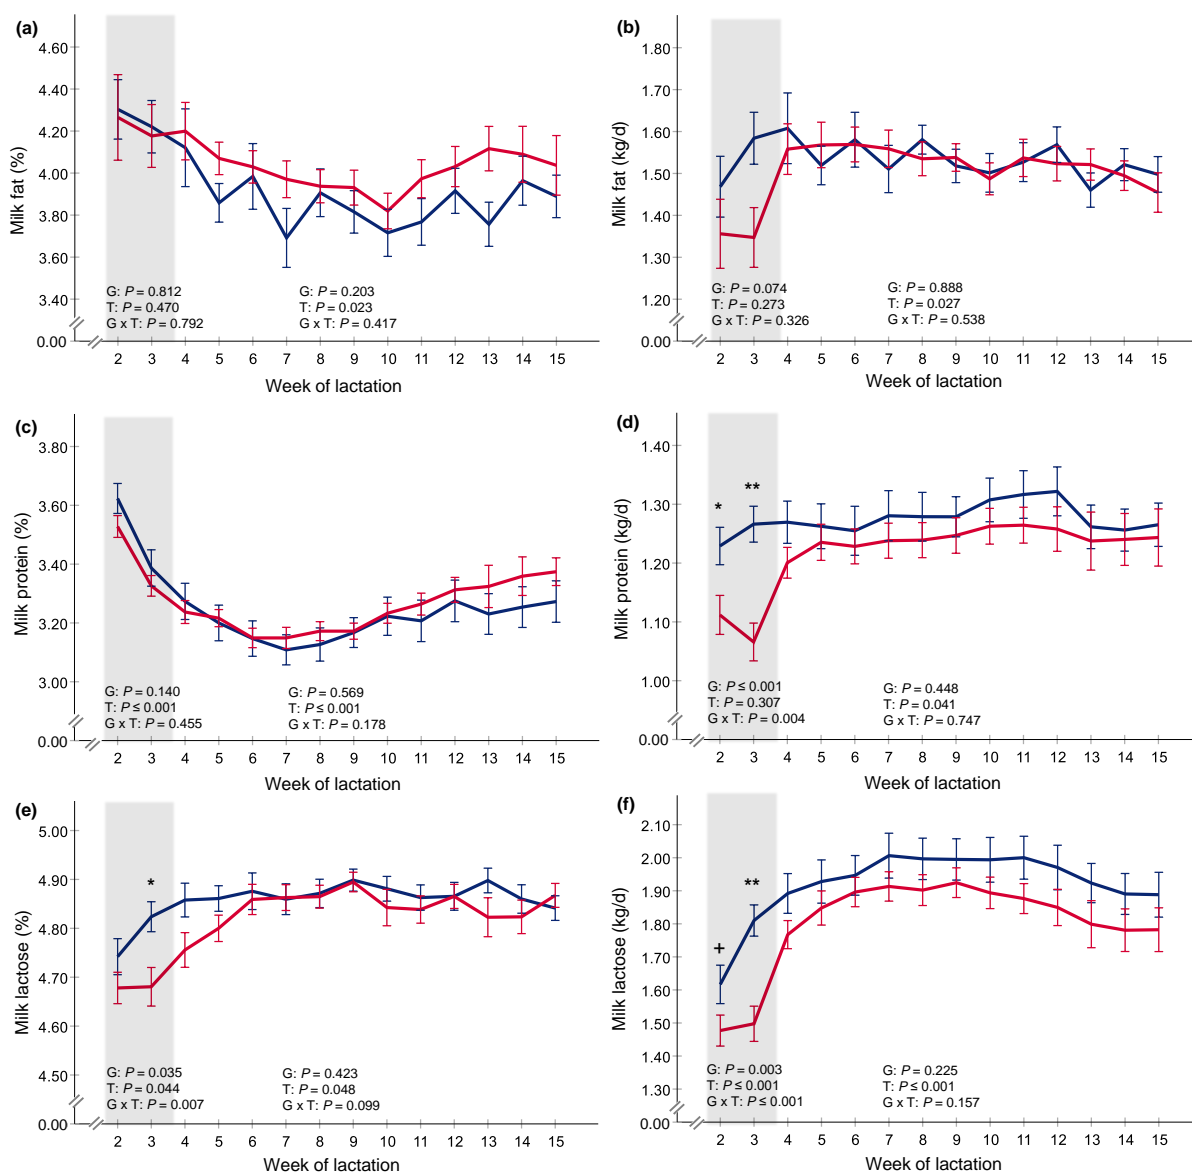 (a)
Milk fat (%)
4.60
4.40
4.20
4.00
3.80
3.60
3.40
0.00
G: P = 0.812
T: P = 0.470
G x T: P = 0.792
G: P = 0.203
T: P = 0.023
G x T: P = 0.417
2 3 4 5 6 7 8 9 10 11 12 13 14 15
Week of lactation
(b)
Milk fat (kg/d)
1.80
1.70
1.60
1.50
1.40
1.30
1.20
0.00
G: P = 0.074
T: P = 0.273
G x T: P = 0.326
G: P = 0.888
T: P = 0.027
G x T: P = 0.538
2 3 4 5 6 7 8 9 10 11 12 13 14 15
Week of lactation
(c)
Milk protein (%)
3.80
3.60
3.40
3.20
3.00
0.00
G: P = 0.140
T: P ≤ 0.001
G x T: P = 0.455
G: P = 0.569
T: P ≤ 0.001
G x T: P = 0.178
2 3 4 5 6 7 8 9 10 11 12 13 14 15
Week of lactation
(d)
Milk protein (kg/d)
1.40
1.30
1.20
1.10
1.00
0.00
*
**
G: P ≤ 0.001
T: P = 0.307
G x T: P = 0.004
G: P = 0.448
T: P = 0.041
G x T: P = 0.747
2 3 4 5 6 7 8 9 10 11 12 13 14 15
Week of lactation
(e)
Milk lactose (%)
5.00
4.90
4.80
4.70
4.60
4.50
0.00
*
G: P = 0.035
T: P = 0.044
G x T: P = 0.007
G: P = 0.423
T: P = 0.048
G x T: P = 0.099
2 3 4 5 6 7 8 9 10 11 12 13 14 15
Week of lactation
(f)
Milk lactose (kg/d)
2.10
2.00
1.90
1.80
1.70
1.60
1.50
1.40
1.30
0.00
+
**
G: P = 0.003
T: P ≤ 0.001
G x T: P ≤ 0.001
G: P = 0.225
T: P ≤ 0.001
G x T: P = 0.157
2 3 4 5 6 7 8 9 10 11 12 13 14 15
Week of lactation